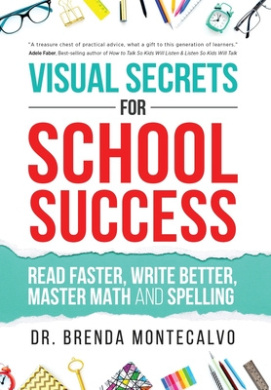 "A treasure chest of practical advice, what a gift to this generation of learners."
Adele Faber, Best-selling author of How to Talk So Kids Will Listen & Listen So Kids Will Talk
VISUAL SECRETS
FOR
SCHOOL
SUCCESS
READ FASTER, WRITE BETTER,
MASTER MATH AND SPELLING
DR. BRENDA MONTECALVO